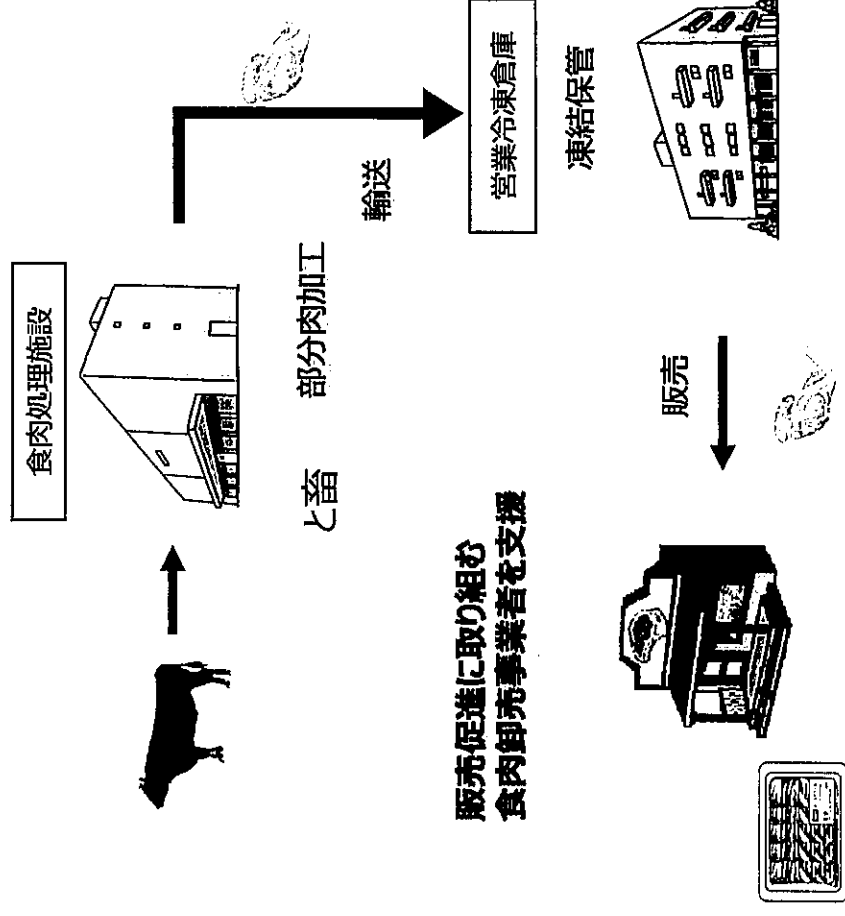 食肉処理施設
と畜
部分肉加工
輸送
営業冷凍倉庫
凍結保管
販売
販売促進に取り組む
食肉卸売事業者を支援